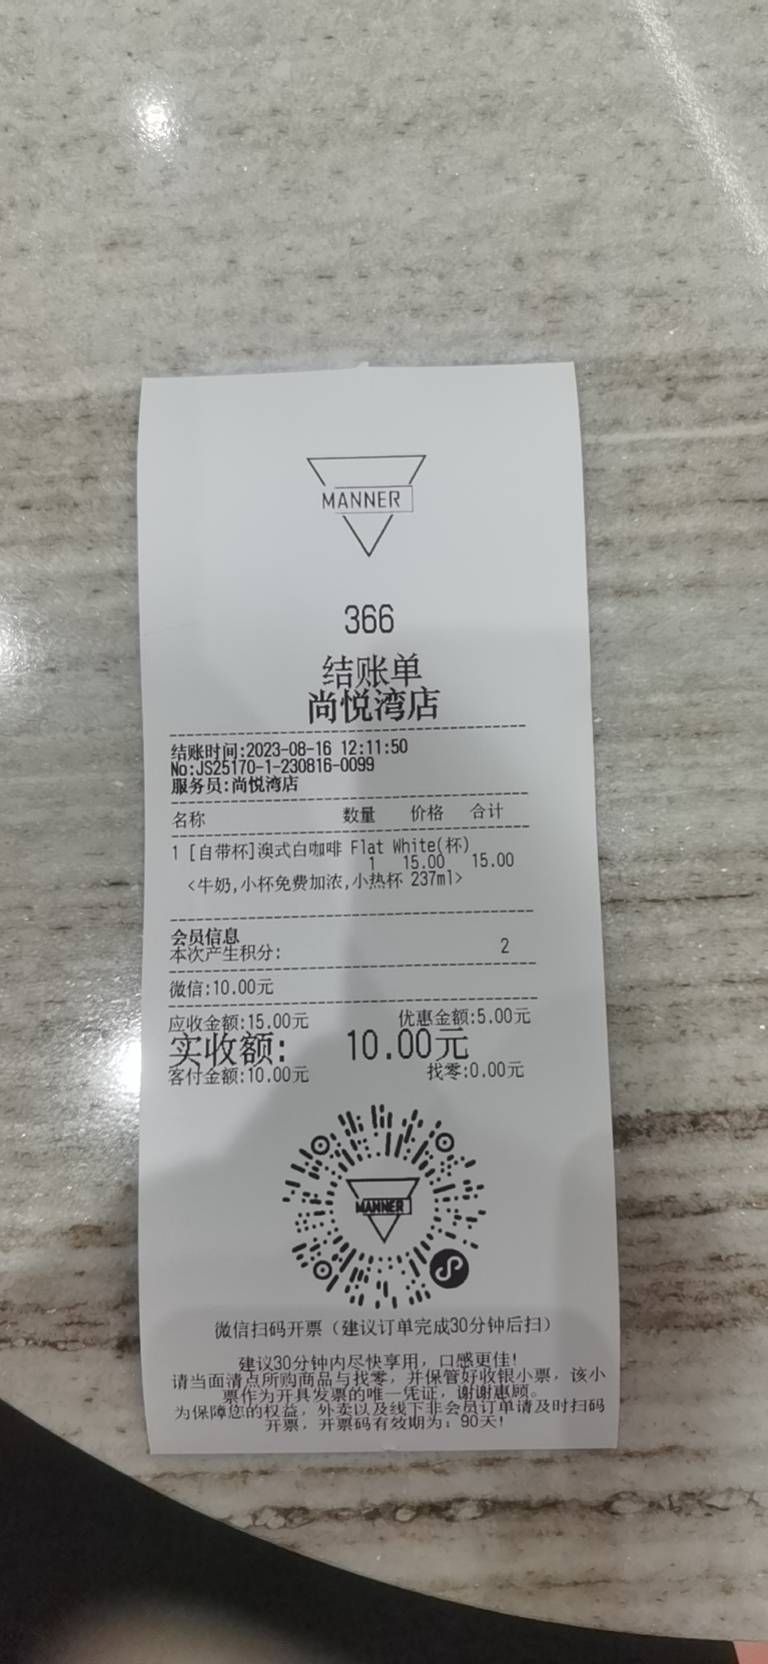 MANNER
366
结账单
尚悦湾店
结账时间:2023-08-16 12:11:50
No:JS25170-1-230816-0099
服务员:尚悦湾店
名称 数量 价格 合计
1 [自带杯]澳式白咖啡 Flat White(杯)
1 15.00 15.00
<牛奶,小杯免费加浓,小热杯 237ml>
会员信息
本次产生积分: 2
微信:10.00元
应收金额:15.00元 优惠金额:5.00元
实收额: 10.00元
客付金额:10.00元 找零:0.00元
MANNER
微信扫码开票（建议订单完成30分钟后扫）
建议30分钟内尽快享用，口感更佳!
请当面清点所购商品与找零，并保管好收银小票，该小
票作为开具发票的唯一凭证，谢谢惠顾。
为保障您的权益，外卖以及线下非会员订单请及时扫码
开票，开票码有效期为：90天!